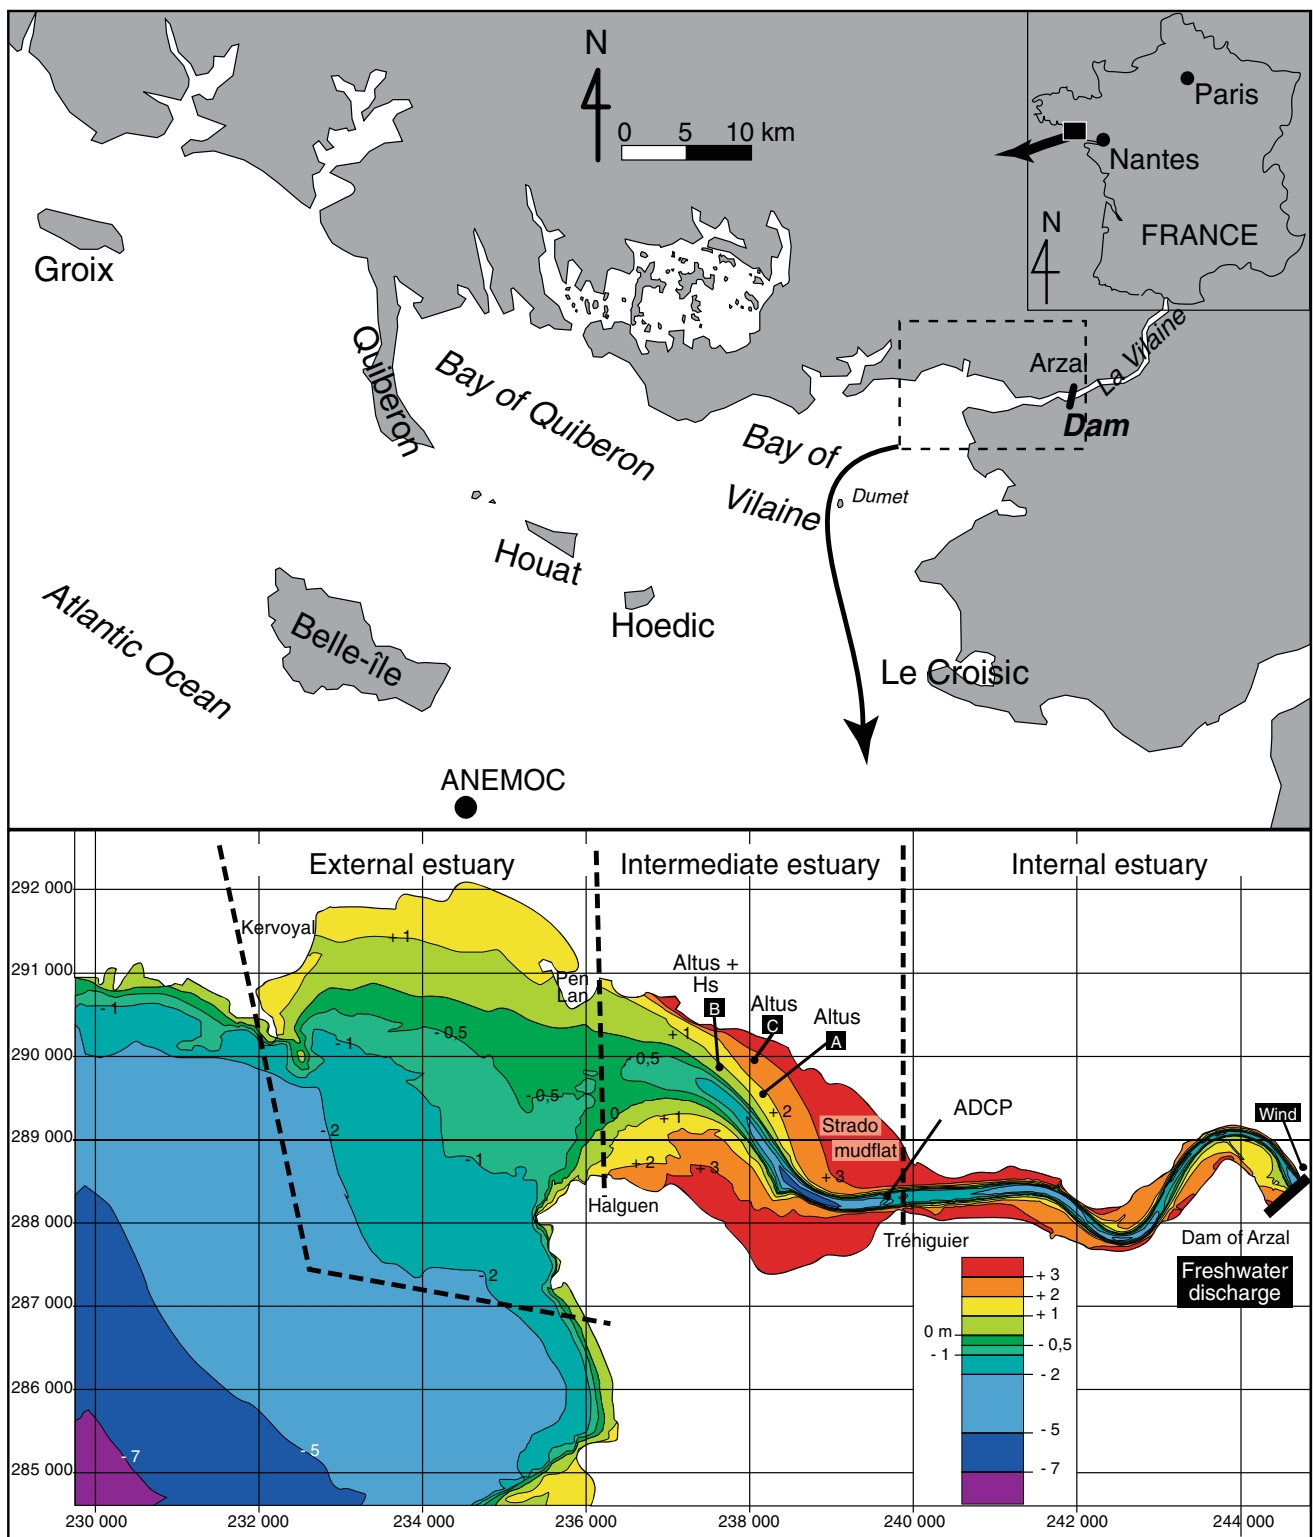 N
0 5 10 km
Paris
Nantes
N
FRANCE
Groix
Quiberon
Bay of Quiberon
Arzal
La Vilaine
Dam
Bay of
Vilaine
Dumet
Houat
Hoedic
Atlantic Ocean
Belle-île
Le Croisic
ANEMOC
External estuary
Intermediate estuary
Internal estuary
292 000
291 000
290 000
289 000
288 000
287 000
286 000
285 000
Kervoyal
+ 1
Pen
Lan
Altus +
Hs
B
Altus
C
Altus
A
- 1
- 0,5
- 1
+ 1
- 0,5
- 0,5
0
+ 1
+ 2
- 2
- 1
+ 2
+ 3
Strado
mudflat
+ 3
ADCP
Wind
Halguen
Tréhiguier
Dam of Arzal
Freshwater
discharge
- 2
- 5
- 7
+ 3
+ 2
+ 1
0 m
- 0,5
- 1
- 2
- 5
- 7
230 000 232 000 234 000 236 000 238 000 240 000 242 000 244 000